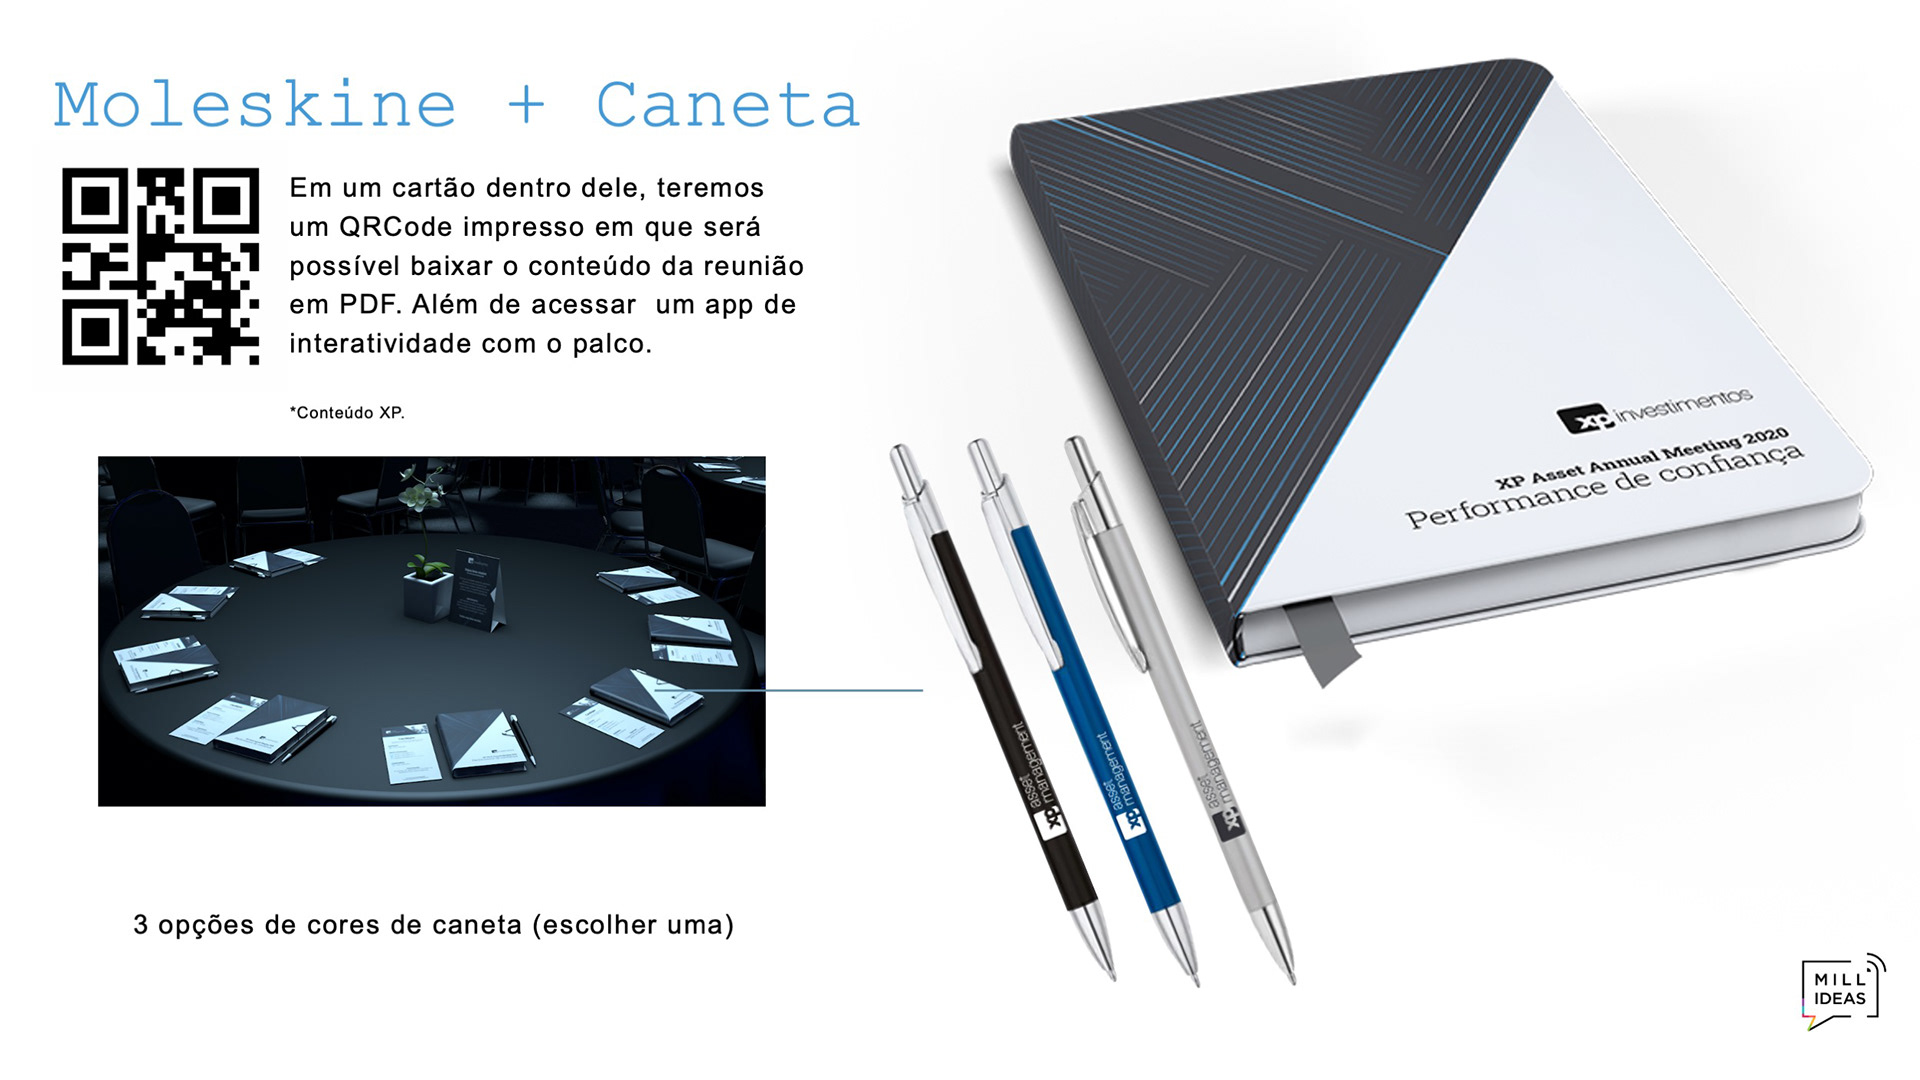 Moleskine + Caneta
Em um cartão dentro dele, teremos
um QRCode impresso em que será
possível baixar o conteúdo da reunião
em PDF. Além de acessar  um app de
interatividade com o palco.
*Conteúdo XP.
xp investimentos
XP Asset Annual Meeting 2020
Performance de confiança
xp asset
management
xp asset
management
xp asset
management
3 opções de cores de caneta (escolher uma)
MILL
IDEAS